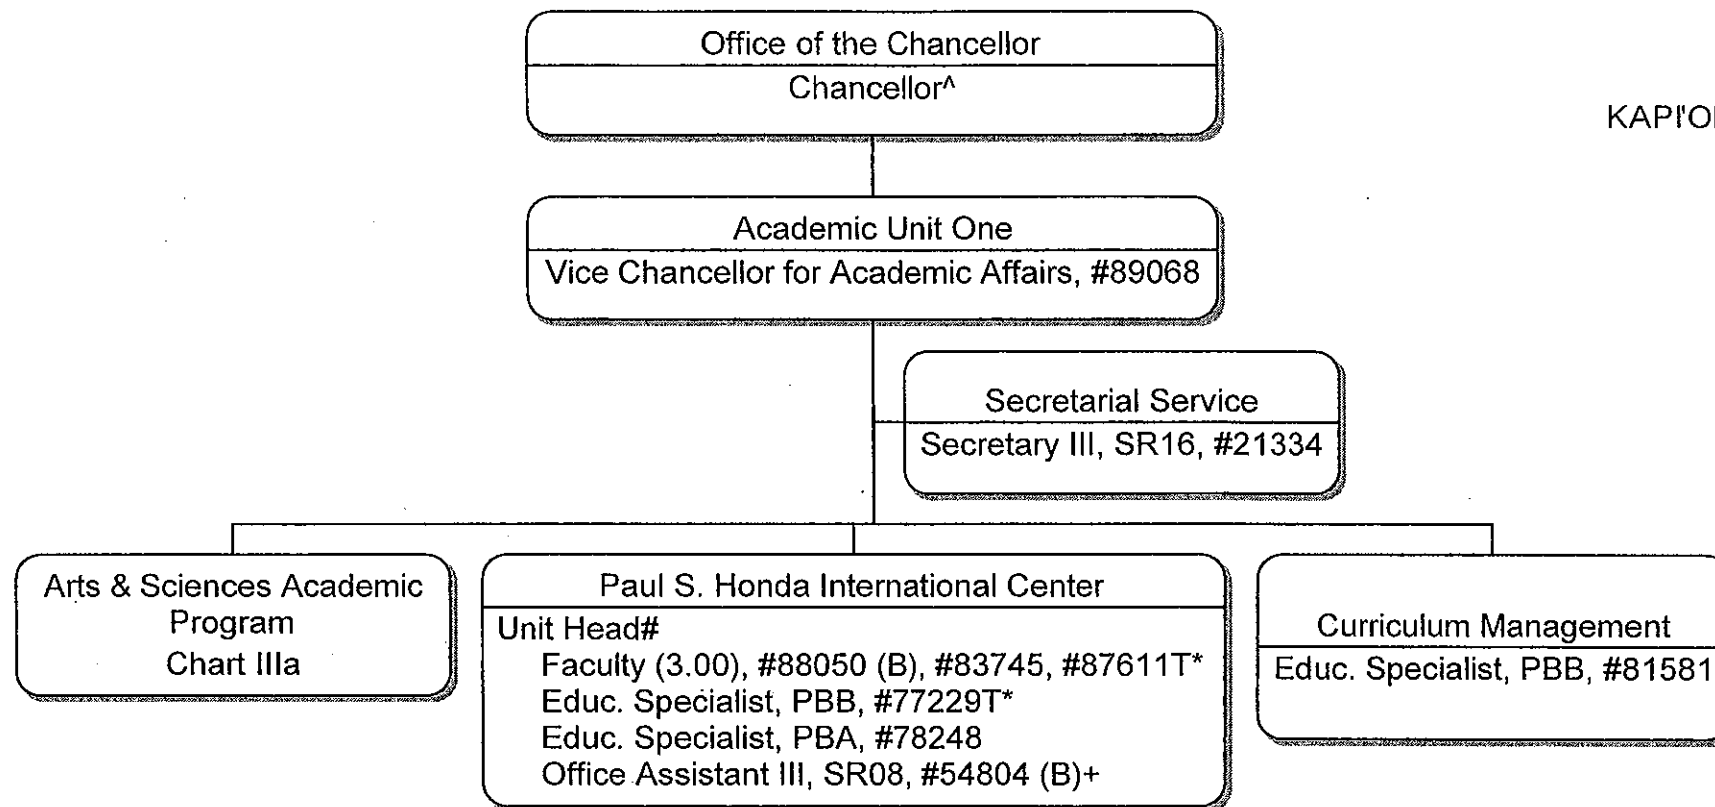 Office of the Chancellor
Chancellor^
Academic Unit One
Vice Chancellor for Academic Affairs, #89068
Secretarial Service
Secretary III, SR16, #21334
Arts & Sciences Academic
Program
Chart IIIa
Paul S. Honda International Center
Unit Head#
Faculty (3.00), #88050 (B), #83745, #87611T*
Educ. Specialist, PBB, #77229T*
Educ. Specialist, PBA, #78248
Office Assistant III, SR08, #54804 (B)+
Curriculum Management
Educ. Specialist, PBB, #81581